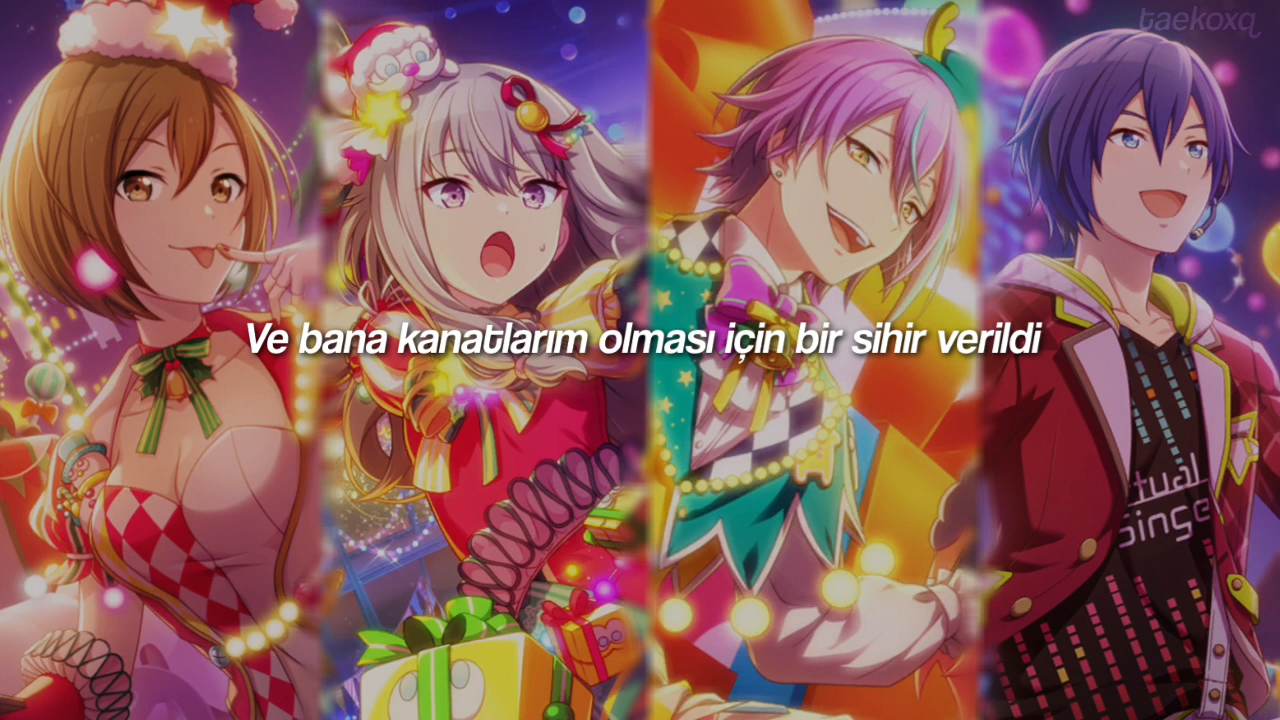 taekoxq
Ve bana kanatlarım olması için bir sihir verildi
tual
singe